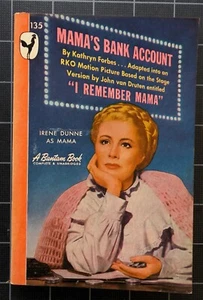 135
MAMA'S BANK ACCOUNT
By Kathryn Forbes... Adapted into an
RKO Motion Picture Based on the Stage
Version by John van Druten entitled
"I REMEMBER MAMA"
IRENE DUNNE
AS MAMA
A Bantam Book
COMPLETE & UNABRIDGED